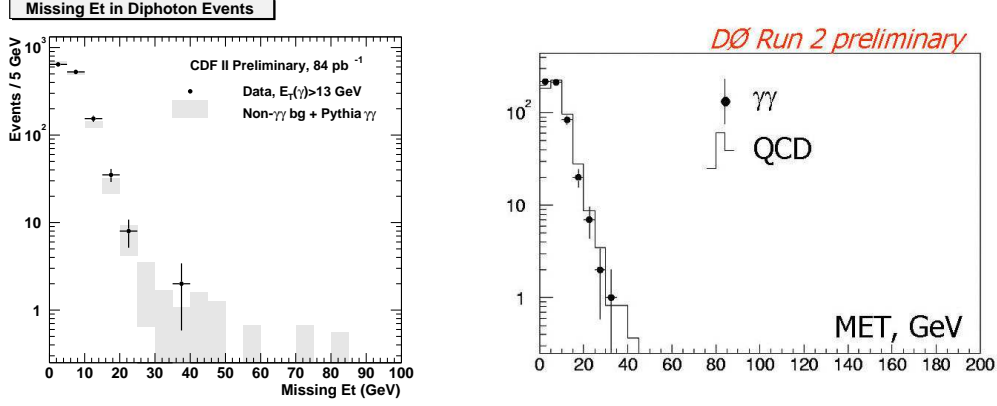 Missing Et in Diphoton Events
Events / 5 GeV
10³
10²
10
1
CDF II Preliminary, 84 pb⁻¹
Data, E_T(γ)>13 GeV
Non-γγ bg + Pythia γγ
0 10 20 30 40 50 60 70 80 90 100
Missing Et (GeV)
DØ Run 2 preliminary
10²
10
1
γγ
QCD
MET, GeV
0 20 40 60 80 100 120 140 160 180 200